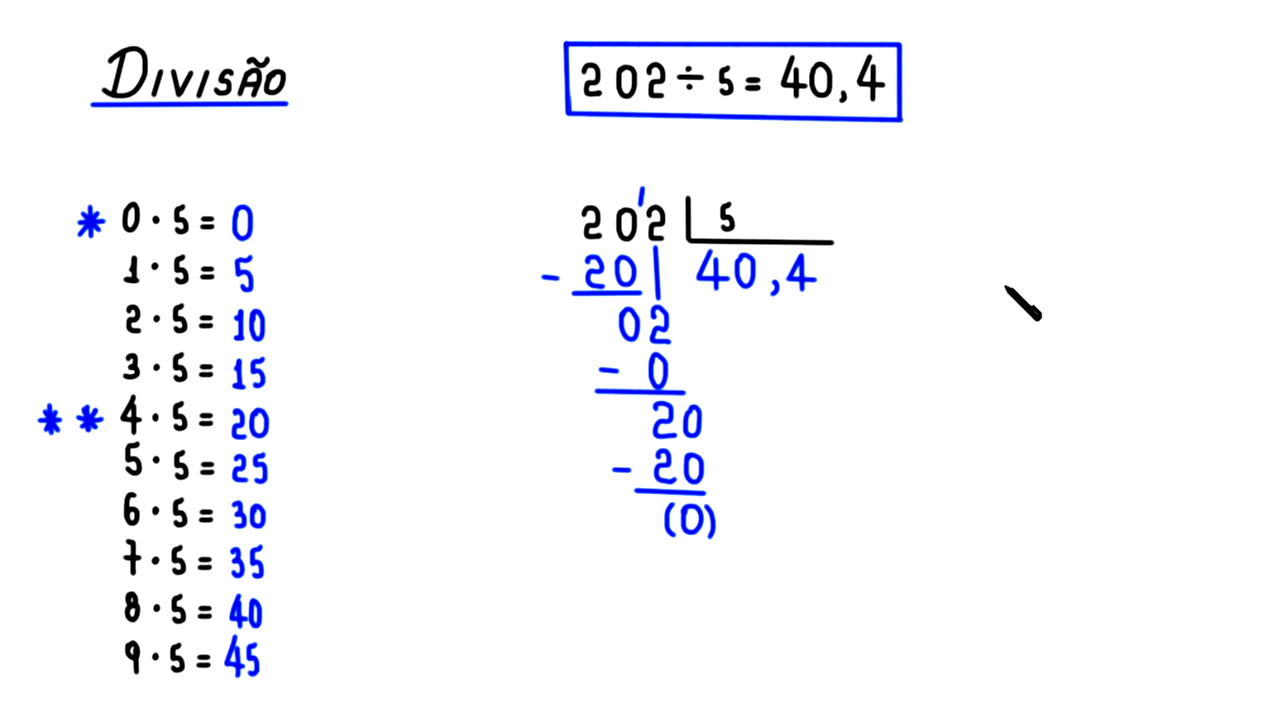 DIVISÃO
202 ÷ 5 = 40,4
* 0 · 5 = 0
1 · 5 = 5
2 · 5 = 10
3 · 5 = 15
* * 4 · 5 = 20
5 · 5 = 25
6 · 5 = 30
7 · 5 = 35
8 · 5 = 40
9 · 5 = 45
20'2 | 5
- 20 | 40,4
02
- 0
20
- 20
(0)